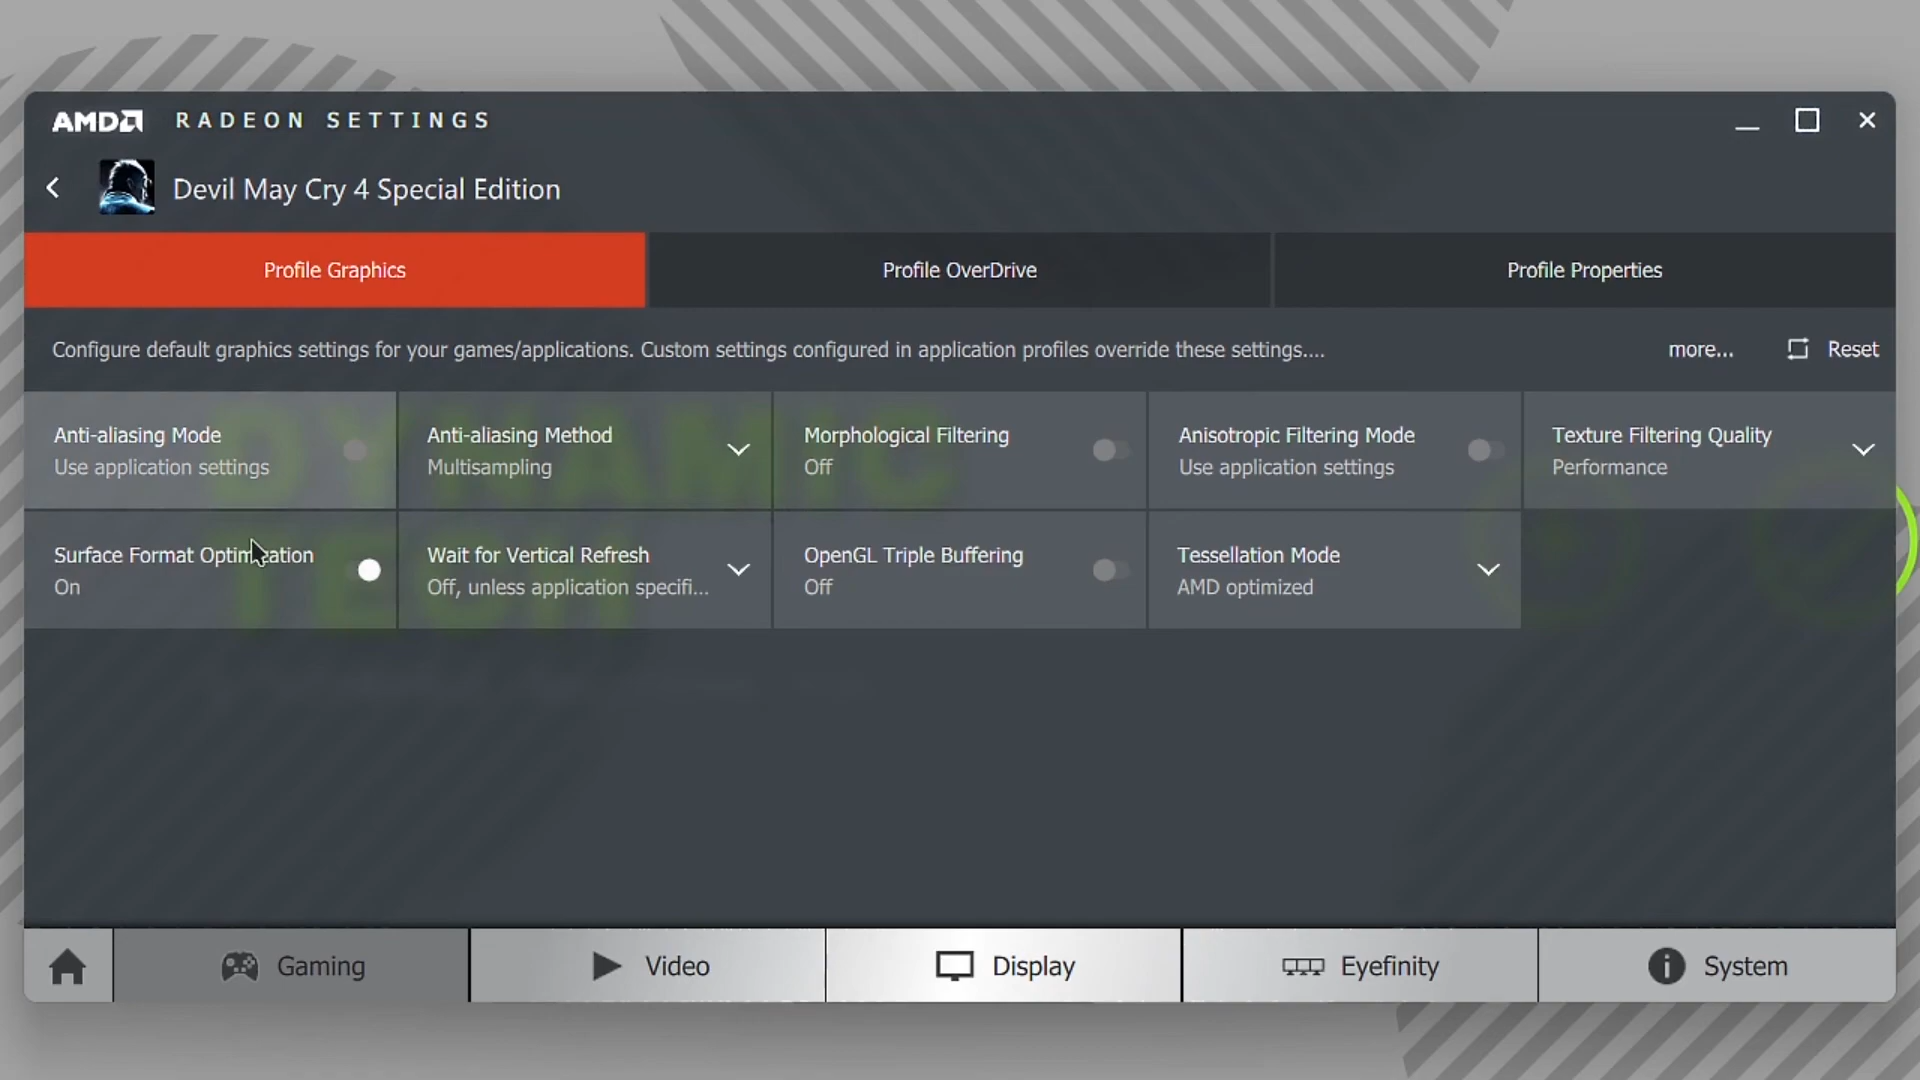 AMD RADEON SETTINGS
Devil May Cry 4 Special Edition
Profile Graphics
Profile OverDrive
Profile Properties
Configure default graphics settings for your games/applications. Custom settings configured in application profiles override these settings....
more...
Reset
Anti-aliasing Mode
Use application settings
Anti-aliasing Method
Multisampling
Morphological Filtering
Off
Anisotropic Filtering Mode
Use application settings
Texture Filtering Quality
Performance
Surface Format Optimization
On
Wait for Vertical Refresh
Off, unless application specifi...
OpenGL Triple Buffering
Off
Tessellation Mode
AMD optimized
DYNAMIC
TECH
Gaming
Video
Display
Eyefinity
System